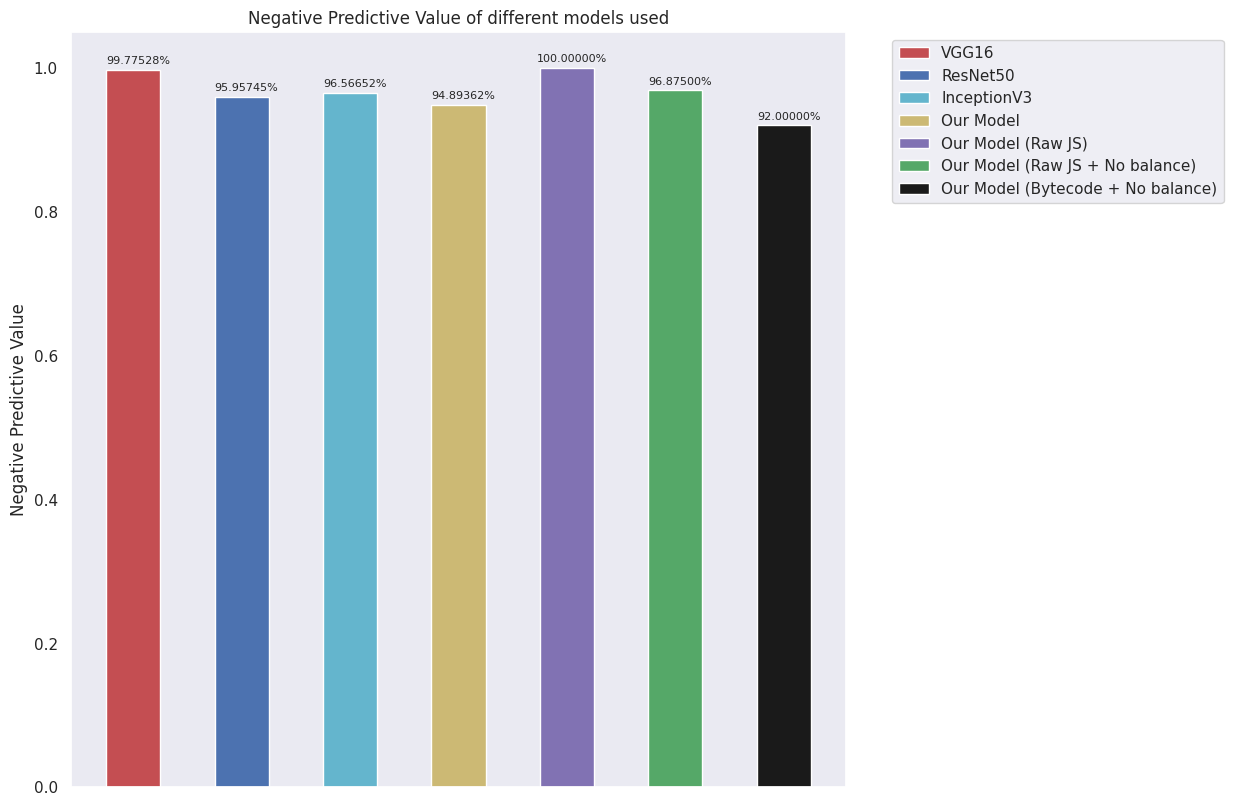 Negative Predictive Value of different models used
Negative Predictive Value
1.0
0.8
0.6
0.4
0.2
0.0
99.77528%
95.95745%
96.56652%
94.89362%
100.00000%
96.87500%
92.00000%
VGG16
ResNet50
InceptionV3
Our Model
Our Model (Raw JS)
Our Model (Raw JS + No balance)
Our Model (Bytecode + No balance)